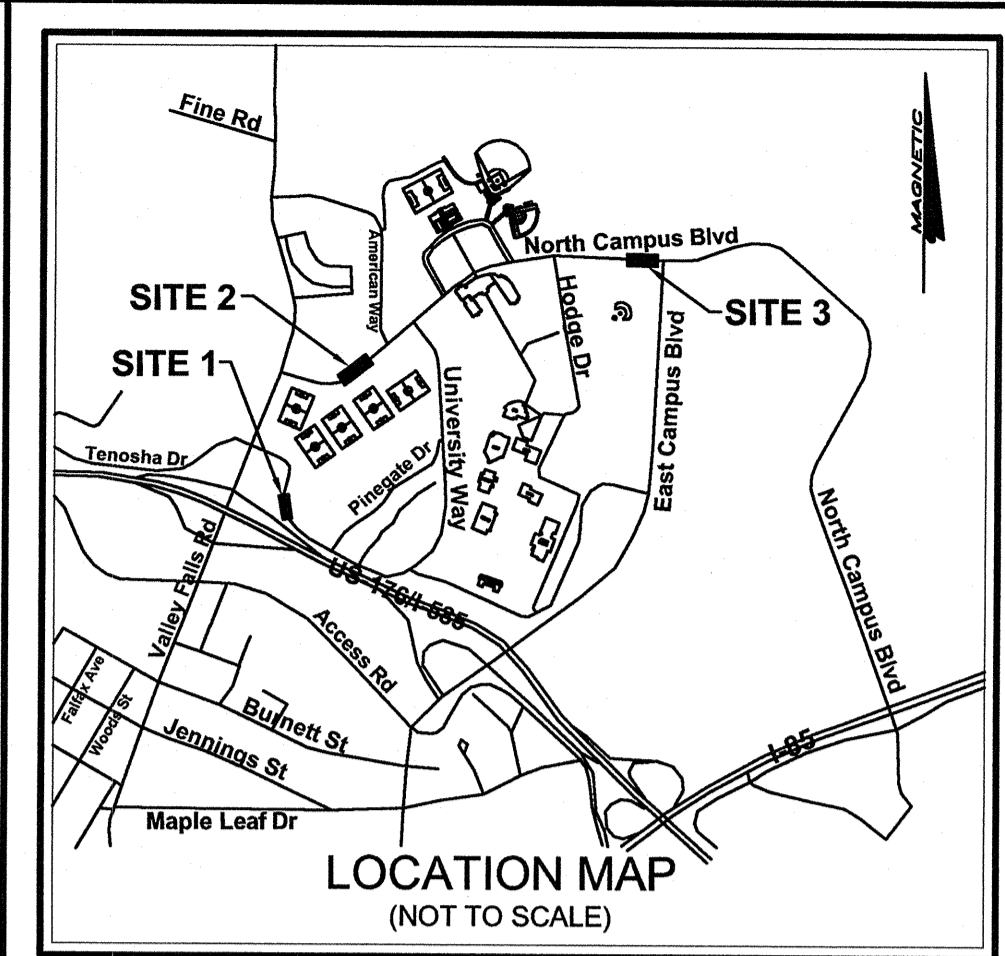 Fine Rd
MAGNETIC
American Way
North Campus Blvd
SITE 2
Hodge Dr
SITE 3
SITE 1
East Campus Blvd
University Way
Tenosha Dr
Pinegate Dr
North Campus Blvd
Valley Falls Rd
US 176/I-585
Access Rd
Fairfax Ave
Woods St
Burnett St
Jennings St
I-85
Maple Leaf Dr
LOCATION MAP
(NOT TO SCALE)